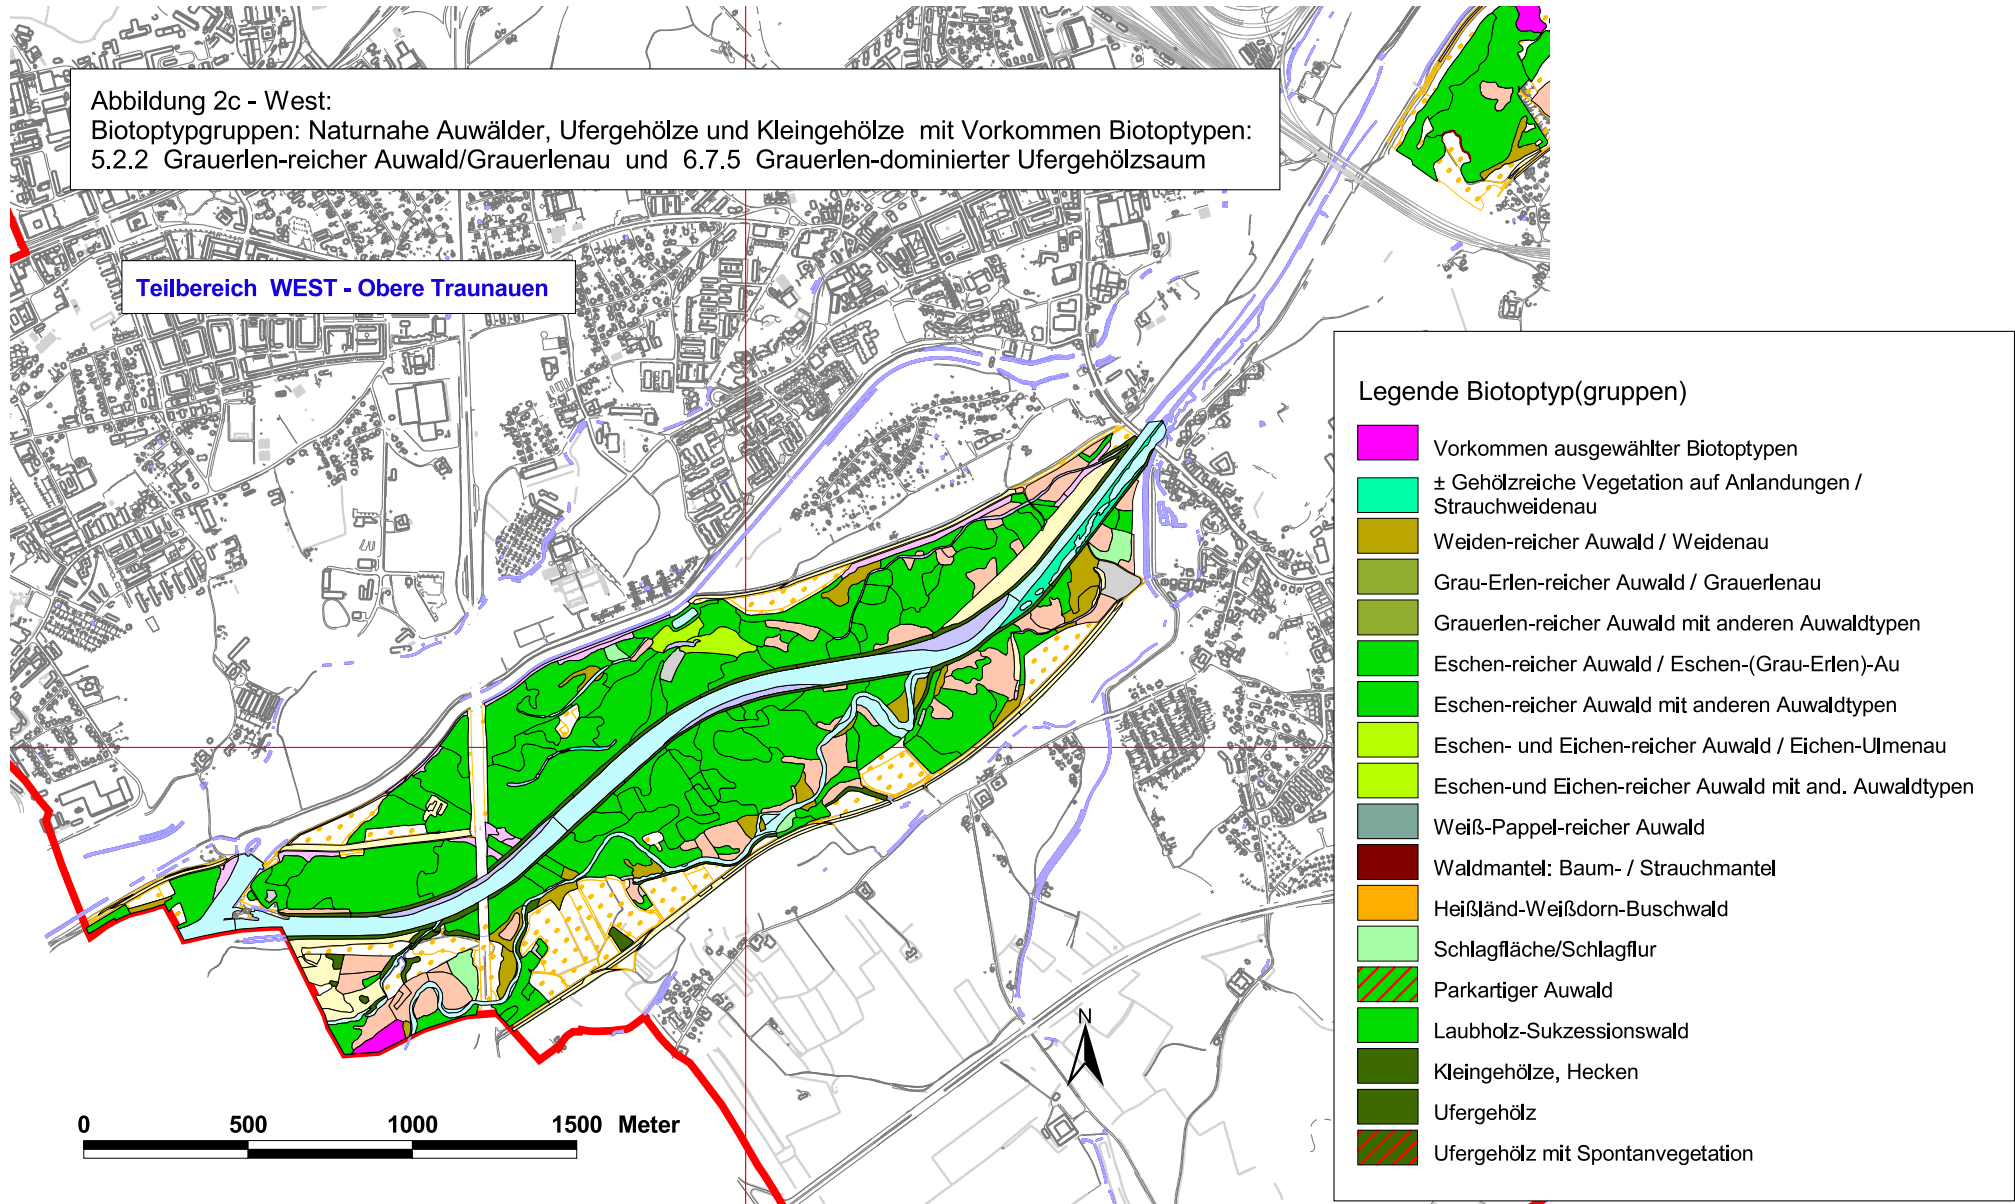 Abbildung 2c - West:
Biotoptypgruppen: Naturnahe Auwälder, Ufergehölze und Kleingehölze mit Vorkommen Biotoptypen:
5.2.2 Grauerlen-reicher Auwald/Grauerlenau und 6.7.5 Grauerlen-dominierter Ufergehölzsaum
Teilbereich WEST - Obere Traunauen
Legende Biotoptyp(gruppen)
Vorkommen ausgewählter Biotoptypen
± Gehölzreiche Vegetation auf Anlandungen /
Strauchweidenau
Weiden-reicher Auwald / Weidenau
Grau-Erlen-reicher Auwald / Grauerlenau
Grauerlen-reicher Auwald mit anderen Auwaldtypen
Eschen-reicher Auwald / Eschen-(Grau-Erlen)-Au
Eschen-reicher Auwald mit anderen Auwaldtypen
Eschen- und Eichen-reicher Auwald / Eichen-Ulmenau
Eschen-und Eichen-reicher Auwald mit and. Auwaldtypen
Weiß-Pappel-reicher Auwald
Waldmantel: Baum- / Strauchmantel
Heißländ-Weißdorn-Buschwald
Schlagfläche/Schlagflur
Parkartiger Auwald
Laubholz-Sukzessionswald
Kleingehölze, Hecken
Ufergehölz
Ufergehölz mit Spontanvegetation
N
0 500 1000 1500 Meter